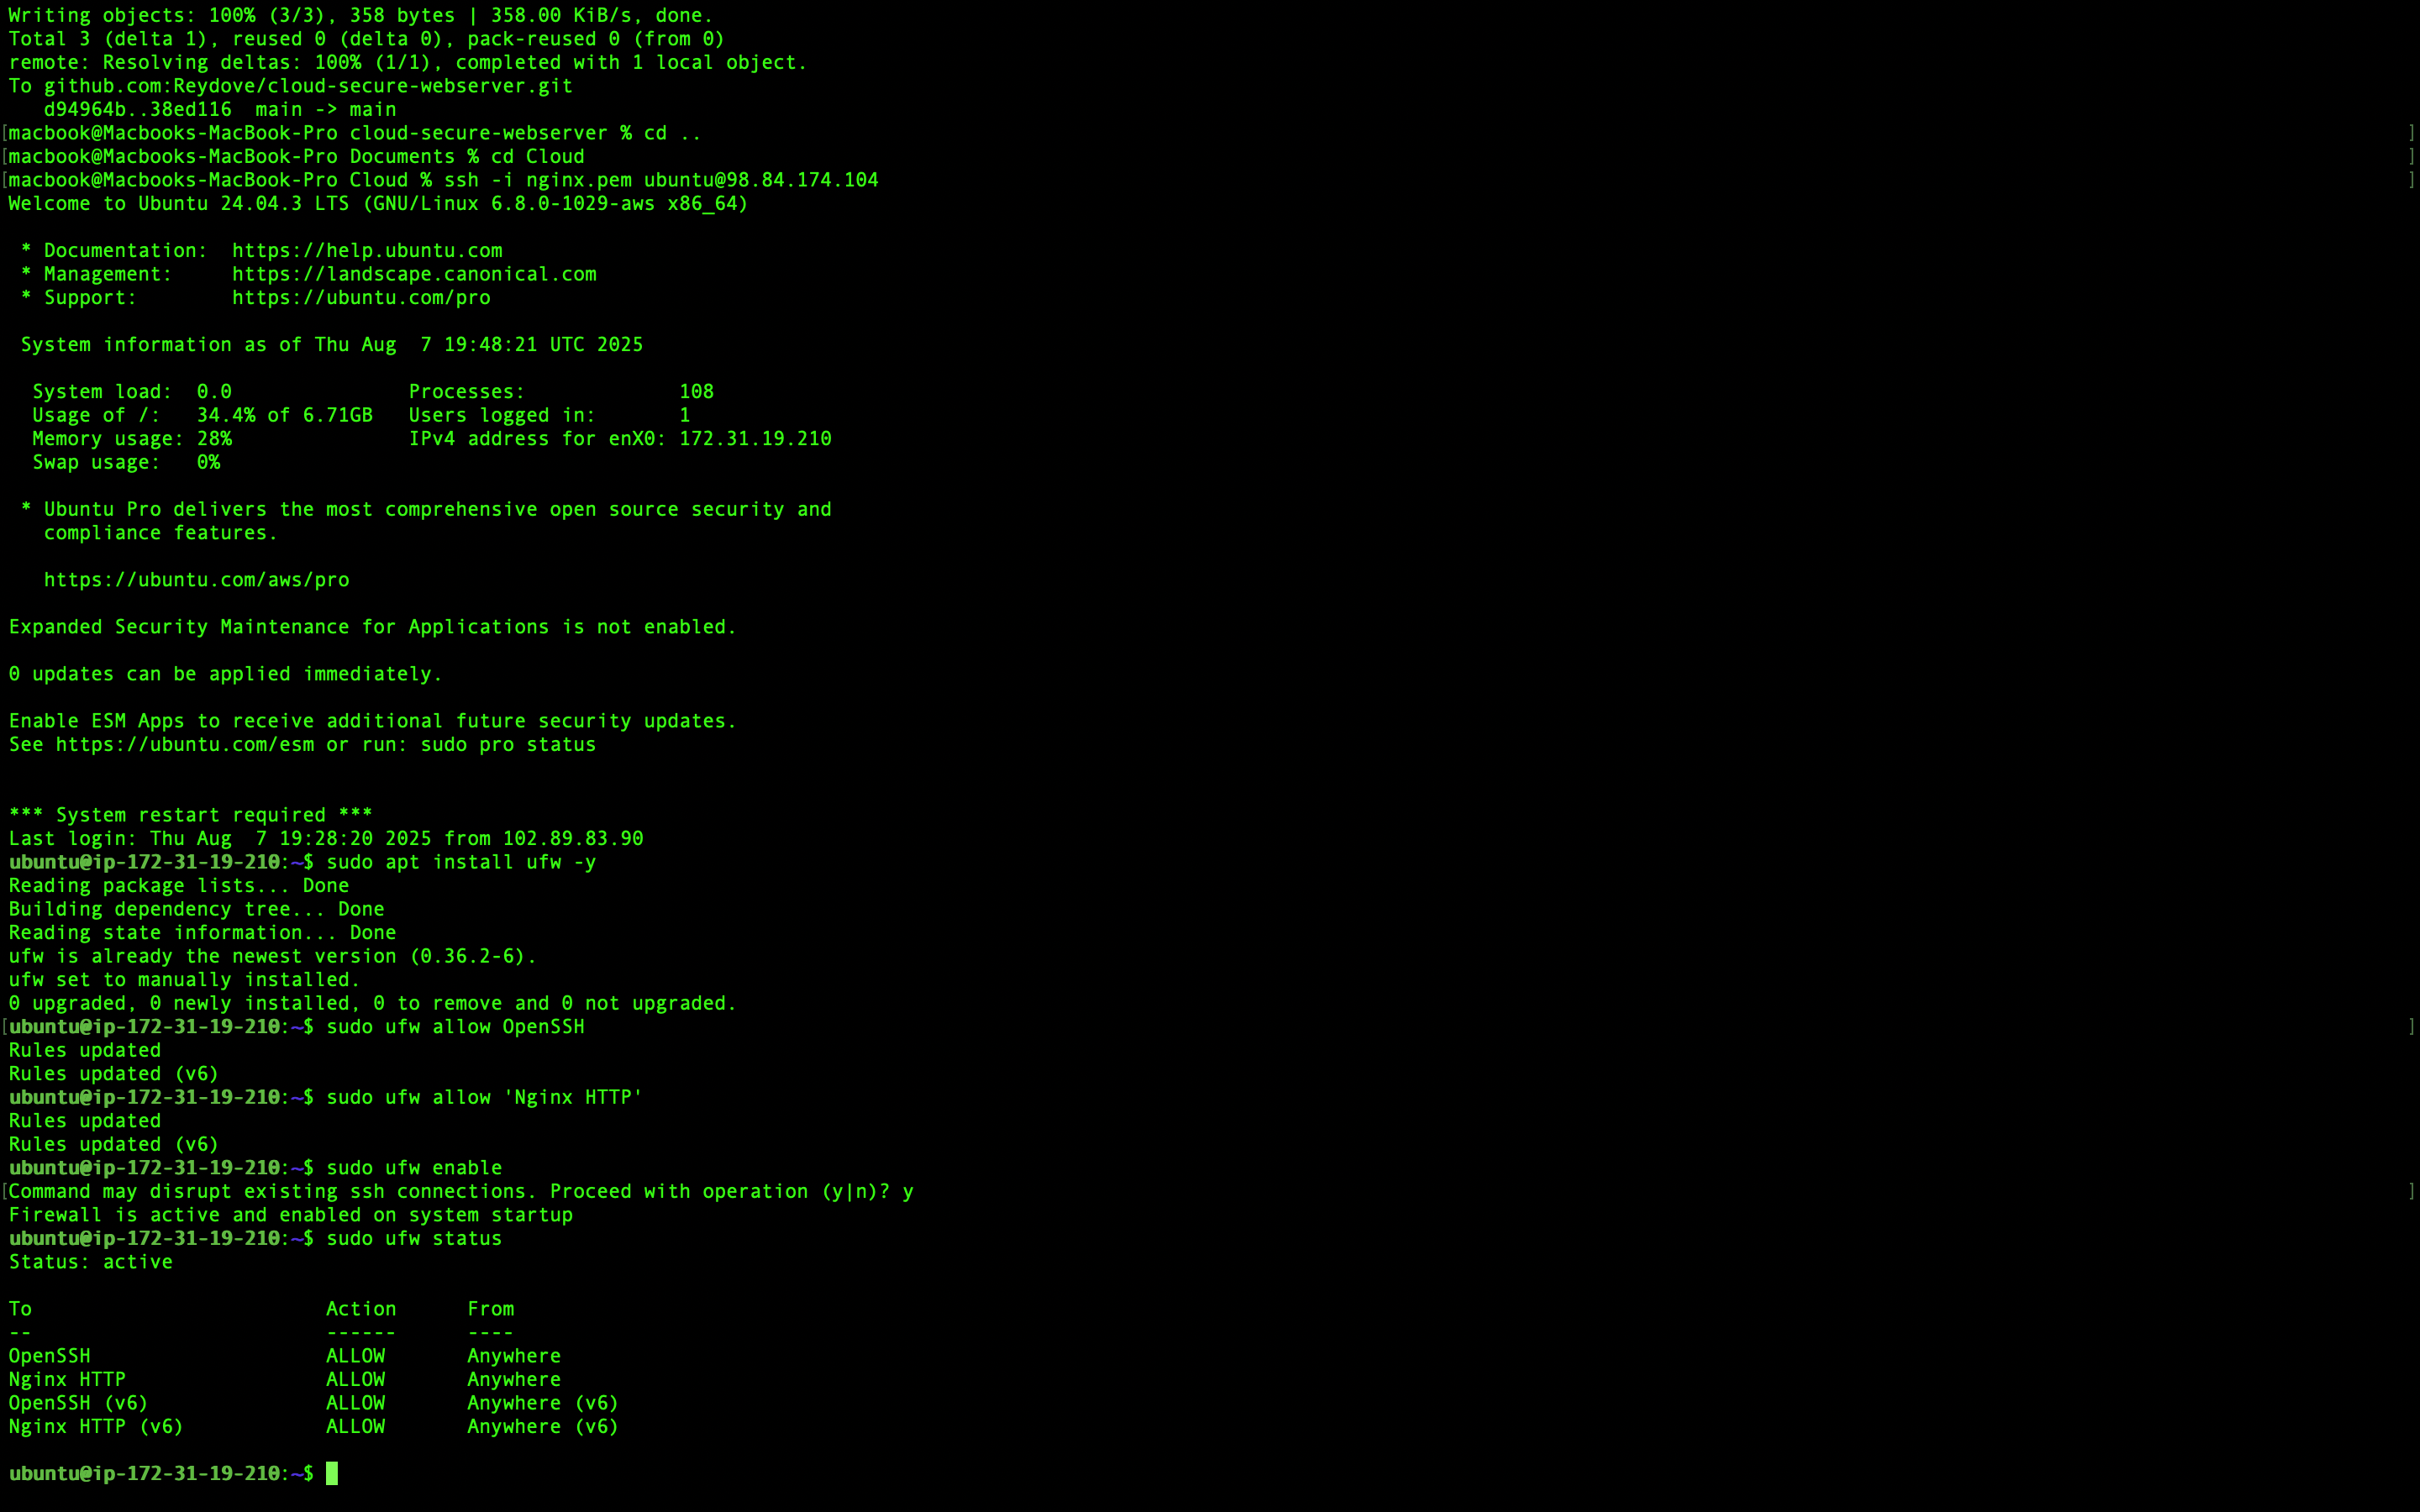 Writing objects: 100% (3/3), 358 bytes | 358.00 KiB/s, done.
Total 3 (delta 1), reused 0 (delta 0), pack-reused 0 (from 0)
remote: Resolving deltas: 100% (1/1), completed with 1 local object.
To github.com:Reydove/cloud-secure-webserver.git
   d94964b..38ed116  main -> main
[macbook@Macbooks-MacBook-Pro cloud-secure-webserver % cd .. ]
[macbook@Macbooks-MacBook-Pro Documents % cd Cloud ]
[macbook@Macbooks-MacBook-Pro Cloud % ssh -i nginx.pem ubuntu@98.84.174.104 ]
Welcome to Ubuntu 24.04.3 LTS (GNU/Linux 6.8.0-1029-aws x86_64)

 * Documentation:  https://help.ubuntu.com
 * Management:     https://landscape.canonical.com
 * Support:        https://ubuntu.com/pro

 System information as of Thu Aug  7 19:48:21 UTC 2025

  System load:  0.0               Processes:             108
  Usage of /:   34.4% of 6.71GB   Users logged in:       1
  Memory usage: 28%               IPv4 address for enX0: 172.31.19.210
  Swap usage:   0%

 * Ubuntu Pro delivers the most comprehensive open source security and
   compliance features.

   https://ubuntu.com/aws/pro

Expanded Security Maintenance for Applications is not enabled.

0 updates can be applied immediately.

Enable ESM Apps to receive additional future security updates.
See https://ubuntu.com/esm or run: sudo pro status

*** System restart required ***
Last login: Thu Aug  7 19:28:20 2025 from 102.89.83.90
ubuntu@ip-172-31-19-210:~$ sudo apt install ufw -y
Reading package lists... Done
Building dependency tree... Done
Reading state information... Done
ufw is already the newest version (0.36.2-6).
ufw set to manually installed.
0 upgraded, 0 newly installed, 0 to remove and 0 not upgraded.
[ubuntu@ip-172-31-19-210:~$ sudo ufw allow OpenSSH ]
Rules updated
Rules updated (v6)
ubuntu@ip-172-31-19-210:~$ sudo ufw allow 'Nginx HTTP'
Rules updated
Rules updated (v6)
ubuntu@ip-172-31-19-210:~$ sudo ufw enable
[Command may disrupt existing ssh connections. Proceed with operation (y|n)? y ]
Firewall is active and enabled on system startup
ubuntu@ip-172-31-19-210:~$ sudo ufw status
Status: active

To                         Action      From
--                         ------      ----
OpenSSH                    ALLOW       Anywhere
Nginx HTTP                 ALLOW       Anywhere
OpenSSH (v6)               ALLOW       Anywhere (v6)
Nginx HTTP (v6)            ALLOW       Anywhere (v6)

ubuntu@ip-172-31-19-210:~$